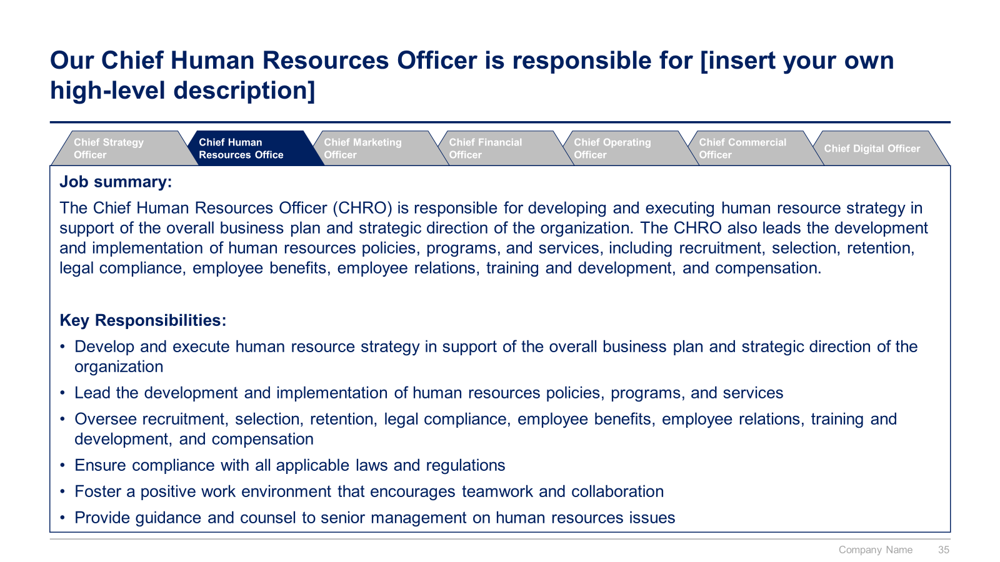 Our Chief Human Resources Officer is responsible for [insert your own
high-level description]
Chief Strategy
Officer
Chief Human
Resources Office
Chief Marketing
Officer
Chief Financial
Officer
Chief Operating
Officer
Chief Commercial
Officer
Chief Digital Officer
Job summary:
The Chief Human Resources Officer (CHRO) is responsible for developing and executing human resource strategy in
support of the overall business plan and strategic direction of the organization. The CHRO also leads the development
and implementation of human resources policies, programs, and services, including recruitment, selection, retention,
legal compliance, employee benefits, employee relations, training and development, and compensation.
Key Responsibilities:
• Develop and execute human resource strategy in support of the overall business plan and strategic direction of the
organization
• Lead the development and implementation of human resources policies, programs, and services
• Oversee recruitment, selection, retention, legal compliance, employee benefits, employee relations, training and
development, and compensation
• Ensure compliance with all applicable laws and regulations
• Foster a positive work environment that encourages teamwork and collaboration
• Provide guidance and counsel to senior management on human resources issues
Company Name 35